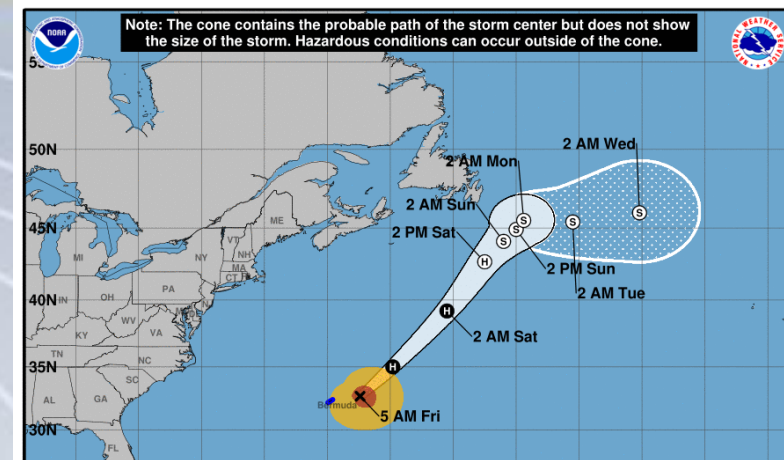 Note: The cone contains the probable path of the storm center but does not show
the size of the storm. Hazardous conditions can occur outside of the cone.
NOAA
NATIONAL WEATHER SERVICE
50N
2 AM Wed
2 AM Mon
S
S
2 AM Sun
S
S
S
45N
ME
2 PM Sat
VT
NH
NY
MI
MA
CT
H
2 PM Sun
2 AM Tue
PA
40N
IN
OH
H
2 AM Sat
WV
VA
KY
TN
NC
35N
H
SC
AL
GA
Bermuda
5 AM Fri
30N
FL